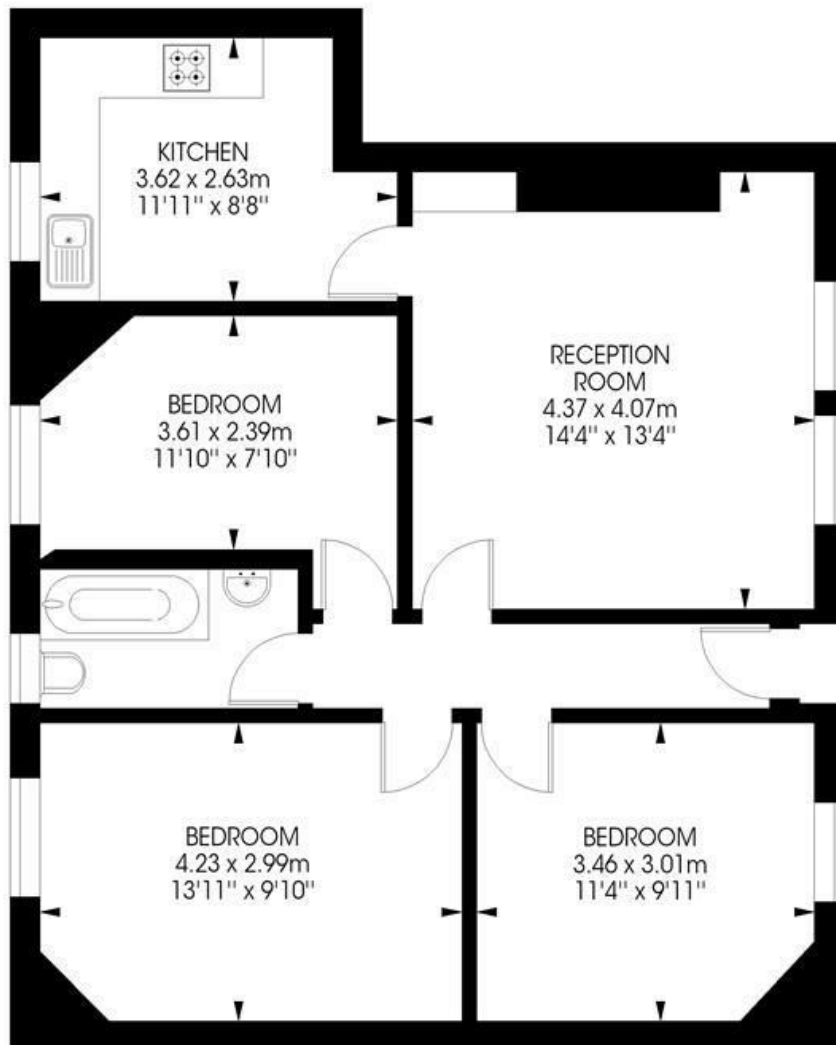 KITCHEN
3.62 x 2.63m
11'11" x 8'8"
RECEPTION
ROOM
4.37 x 4.07m
14'4" x 13'4"
BEDROOM
3.61 x 2.39m
11'10" x 7'10"
BEDROOM
4.23 x 2.99m
13'11" x 9'10"
BEDROOM
3.46 x 3.01m
11'4" x 9'11"